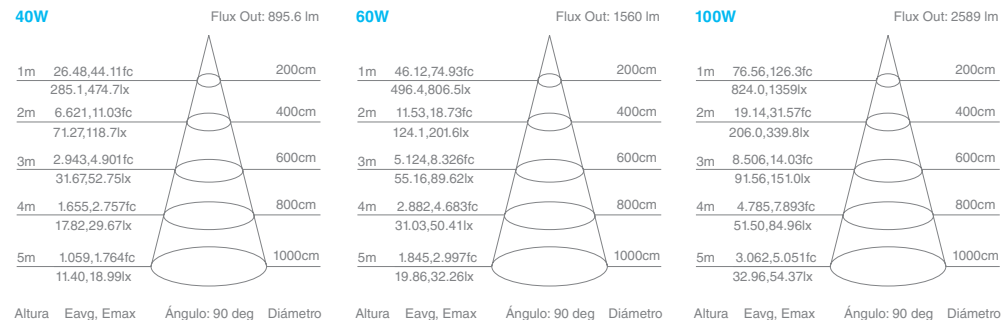 40W Flux Out: 895.6 lm
1m 26.48,44.11fc 200cm
285.1,474.7lx
2m 6.621,11.03fc 400cm
71.27,118.7lx
3m 2.943,4.901fc 600cm
31.67,52.75lx
4m 1.655,2.757fc 800cm
17.82,29.67lx
5m 1.059,1.764fc 1000cm
11.40,18.99lx
Altura Eavg, Emax Ángulo: 90 deg Diámetro
60W Flux Out: 1560 lm
1m 46.12,74.93fc 200cm
496.4,806.5lx
2m 11.53,18.73fc 400cm
124.1,201.6lx
3m 5.124,8.326fc 600cm
55.16,89.62lx
4m 2.882,4.683fc 800cm
31.03,50.41lx
5m 1.845,2.997fc 1000cm
19.86,32.26lx
Altura Eavg, Emax Ángulo: 90 deg Diámetro
100W Flux Out: 2589 lm
1m 76.56,126.3fc 200cm
824.0,1359lx
2m 19.14,31.57fc 400cm
206.0,339.8lx
3m 8.506,14.03fc 600cm
91.56,151.0lx
4m 4.785,7.893fc 800cm
51.50,84.96lx
5m 3.062,5.051fc 1000cm
32.96,54.37lx
Altura Eavg, Emax Ángulo: 90 deg Diámetro